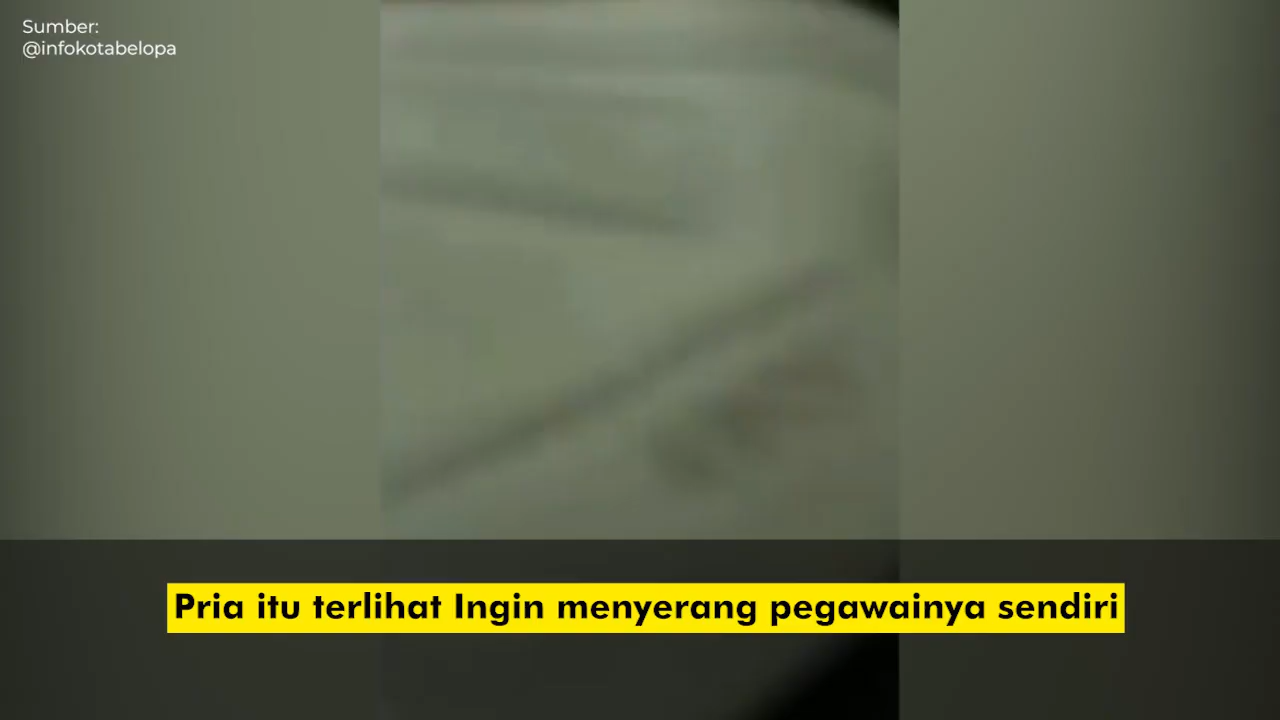 Sumber:
@infokotabelopa
Pria itu terlihat Ingin menyerang pegawainya sendiri